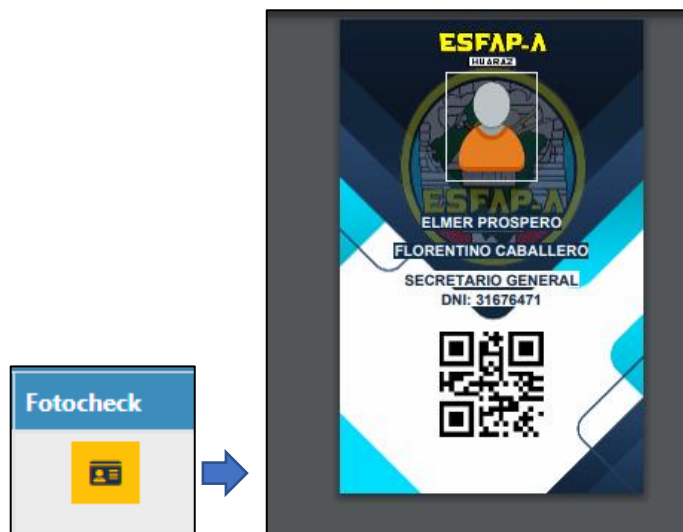 Fotocheck
ESFAP-A
HUARAZ
ESFAP-A
ELMER PROSPERO
FLORENTINO CABALLERO
SECRETARIO GENERAL
DNI: 31676471